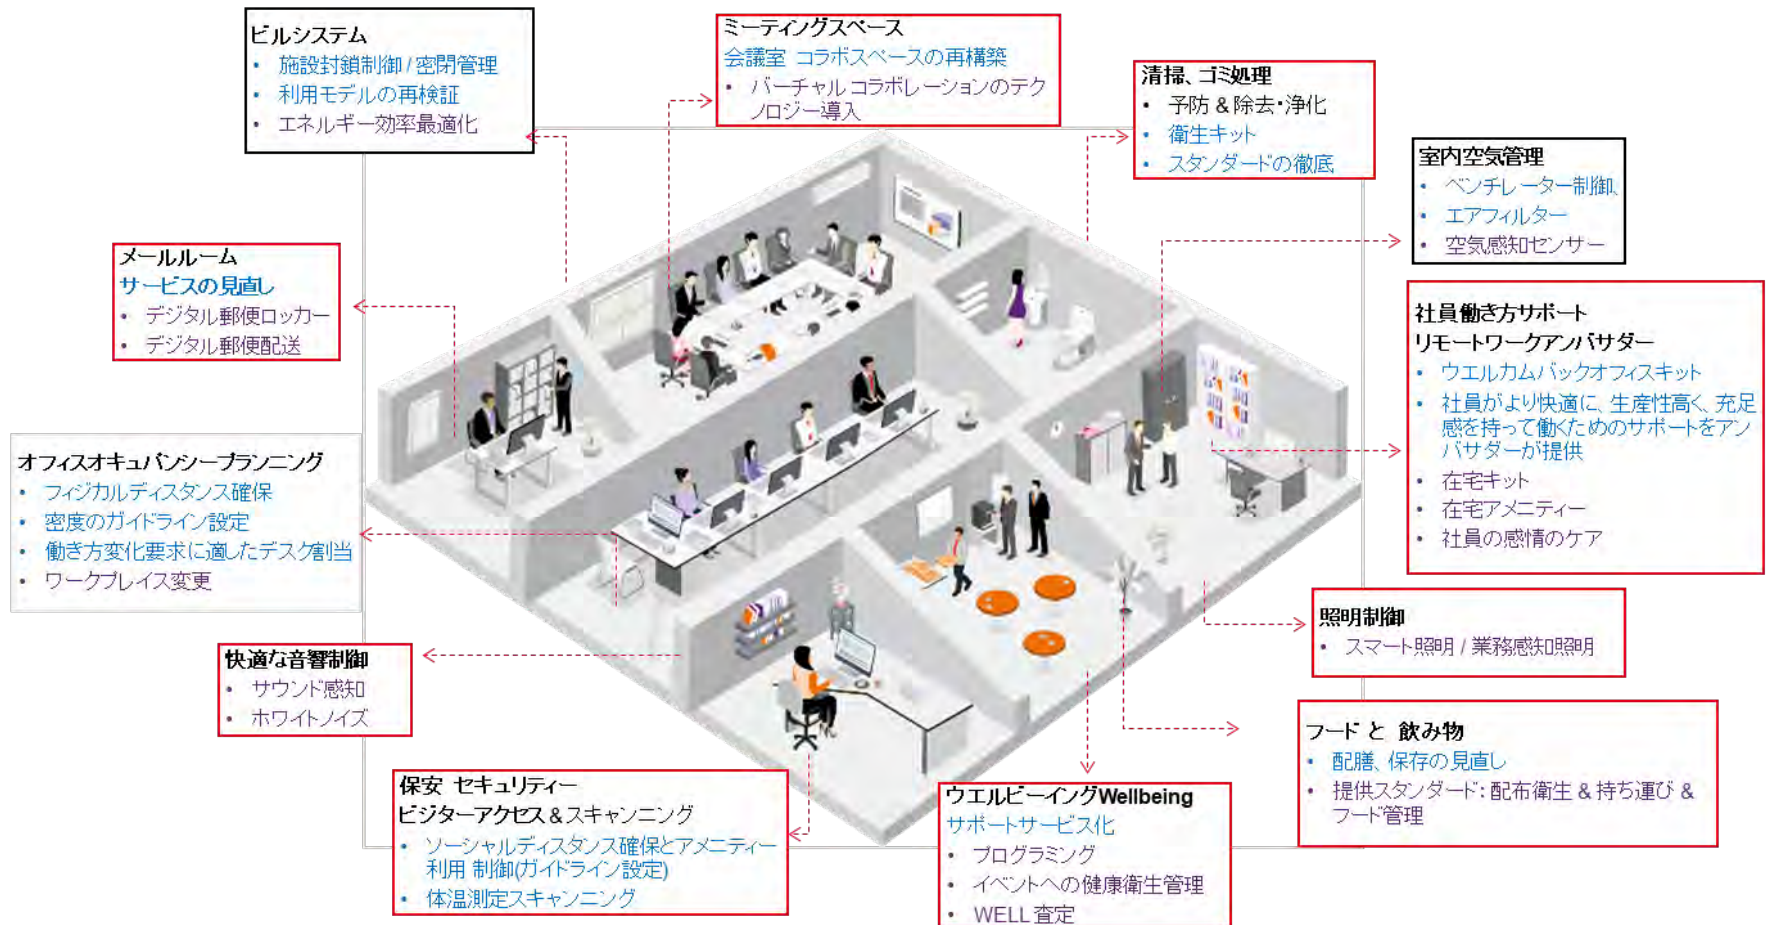 ビルシステム
• 施設封鎖制御 / 密閉管理
• 利用モデルの再検証
• エネルギー効率最適化
ミーティングスペース
会議室 コラボスペースの再構築
• バーチャル コラボレーションのテク
ノロジー導入
清掃、ゴミ処理
• 予防 & 除去・浄化
• 衛生キット
• スタンダードの徹底
室内空気管理
• ベンチレーター制御、
• エアフィルター
• 空気感知センサー
メールルーム
サービスの見直し
• デジタル郵便ロッカー
• デジタル郵便配送
社員働き方サポート
リモートワークアンバサダー
• ウエルカムバックオフィスキット
• 社員がより快適に、生産性高く、充足
感を持って働くためのサポートをアン
バサダーが提供
• 在宅キット
• 在宅アメニティー
• 社員の感情のケア
オフィスオキュパンシープランニング
• フィジカルディスタンス確保
• 密度のガイドライン設定
• 働き方変化要求に適したデスク割当
• ワークプレイス変更
照明制御
• スマート照明 / 業務感知照明
快適な音響制御
• サウンド感知
• ホワイトノイズ
フード と 飲み物
• 配膳、保存の見直し
• 提供スタンダード：配布衛生 & 持ち運び &
フード管理
保安 セキュリティー
ビジターアクセス&スキャンニング
• ソーシャルディスタンス確保とアメニティー
利用 制御(ガイドライン設定)
• 体温測定スキャンニング
ウエルビーイングWellbeing
サポートサービス化
• プログラミング
• イベントへの健康衛生管理
• WELL 査定